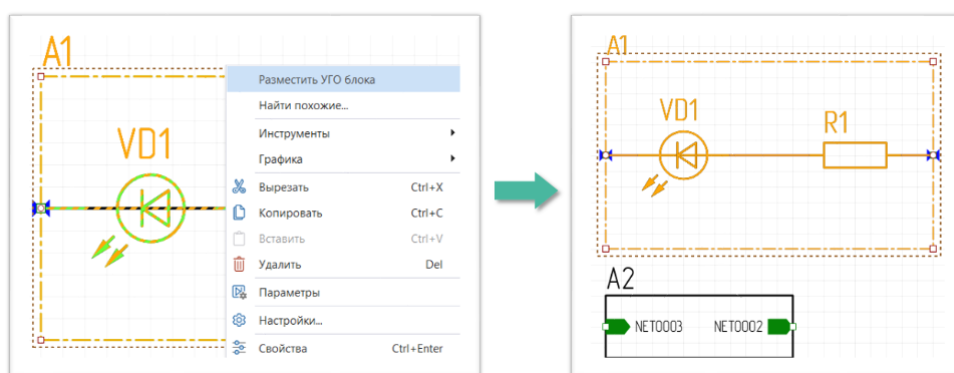 A1
VD1
Разместить УГО блока
Найти похожие...
Инструменты
Графика
Вырезать Ctrl+X
Копировать Ctrl+C
Вставить Ctrl+V
Удалить Del
Параметры
Настройки...
Свойства Ctrl+Enter
A1
VD1 R1
A2
NET0003 NET0002